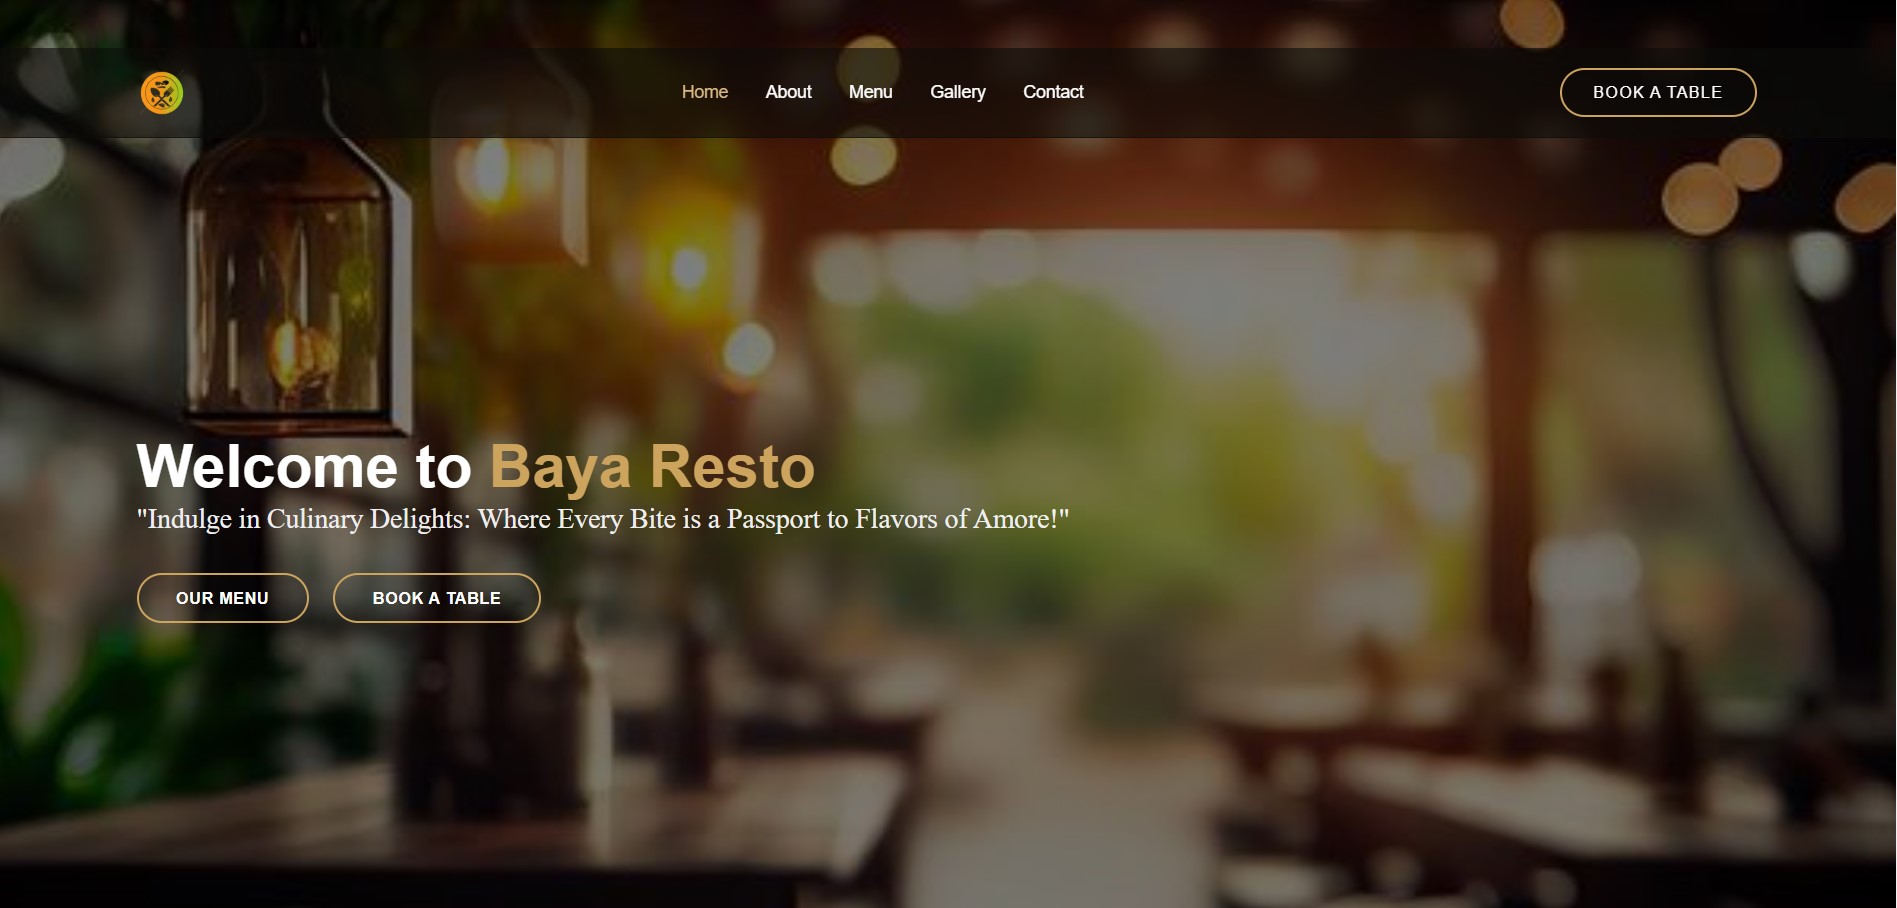 Home About Menu Gallery Contact BOOK A TABLE
Welcome to Baya Resto
"Indulge in Culinary Delights: Where Every Bite is a Passport to Flavors of Amore!"
OUR MENU BOOK A TABLE